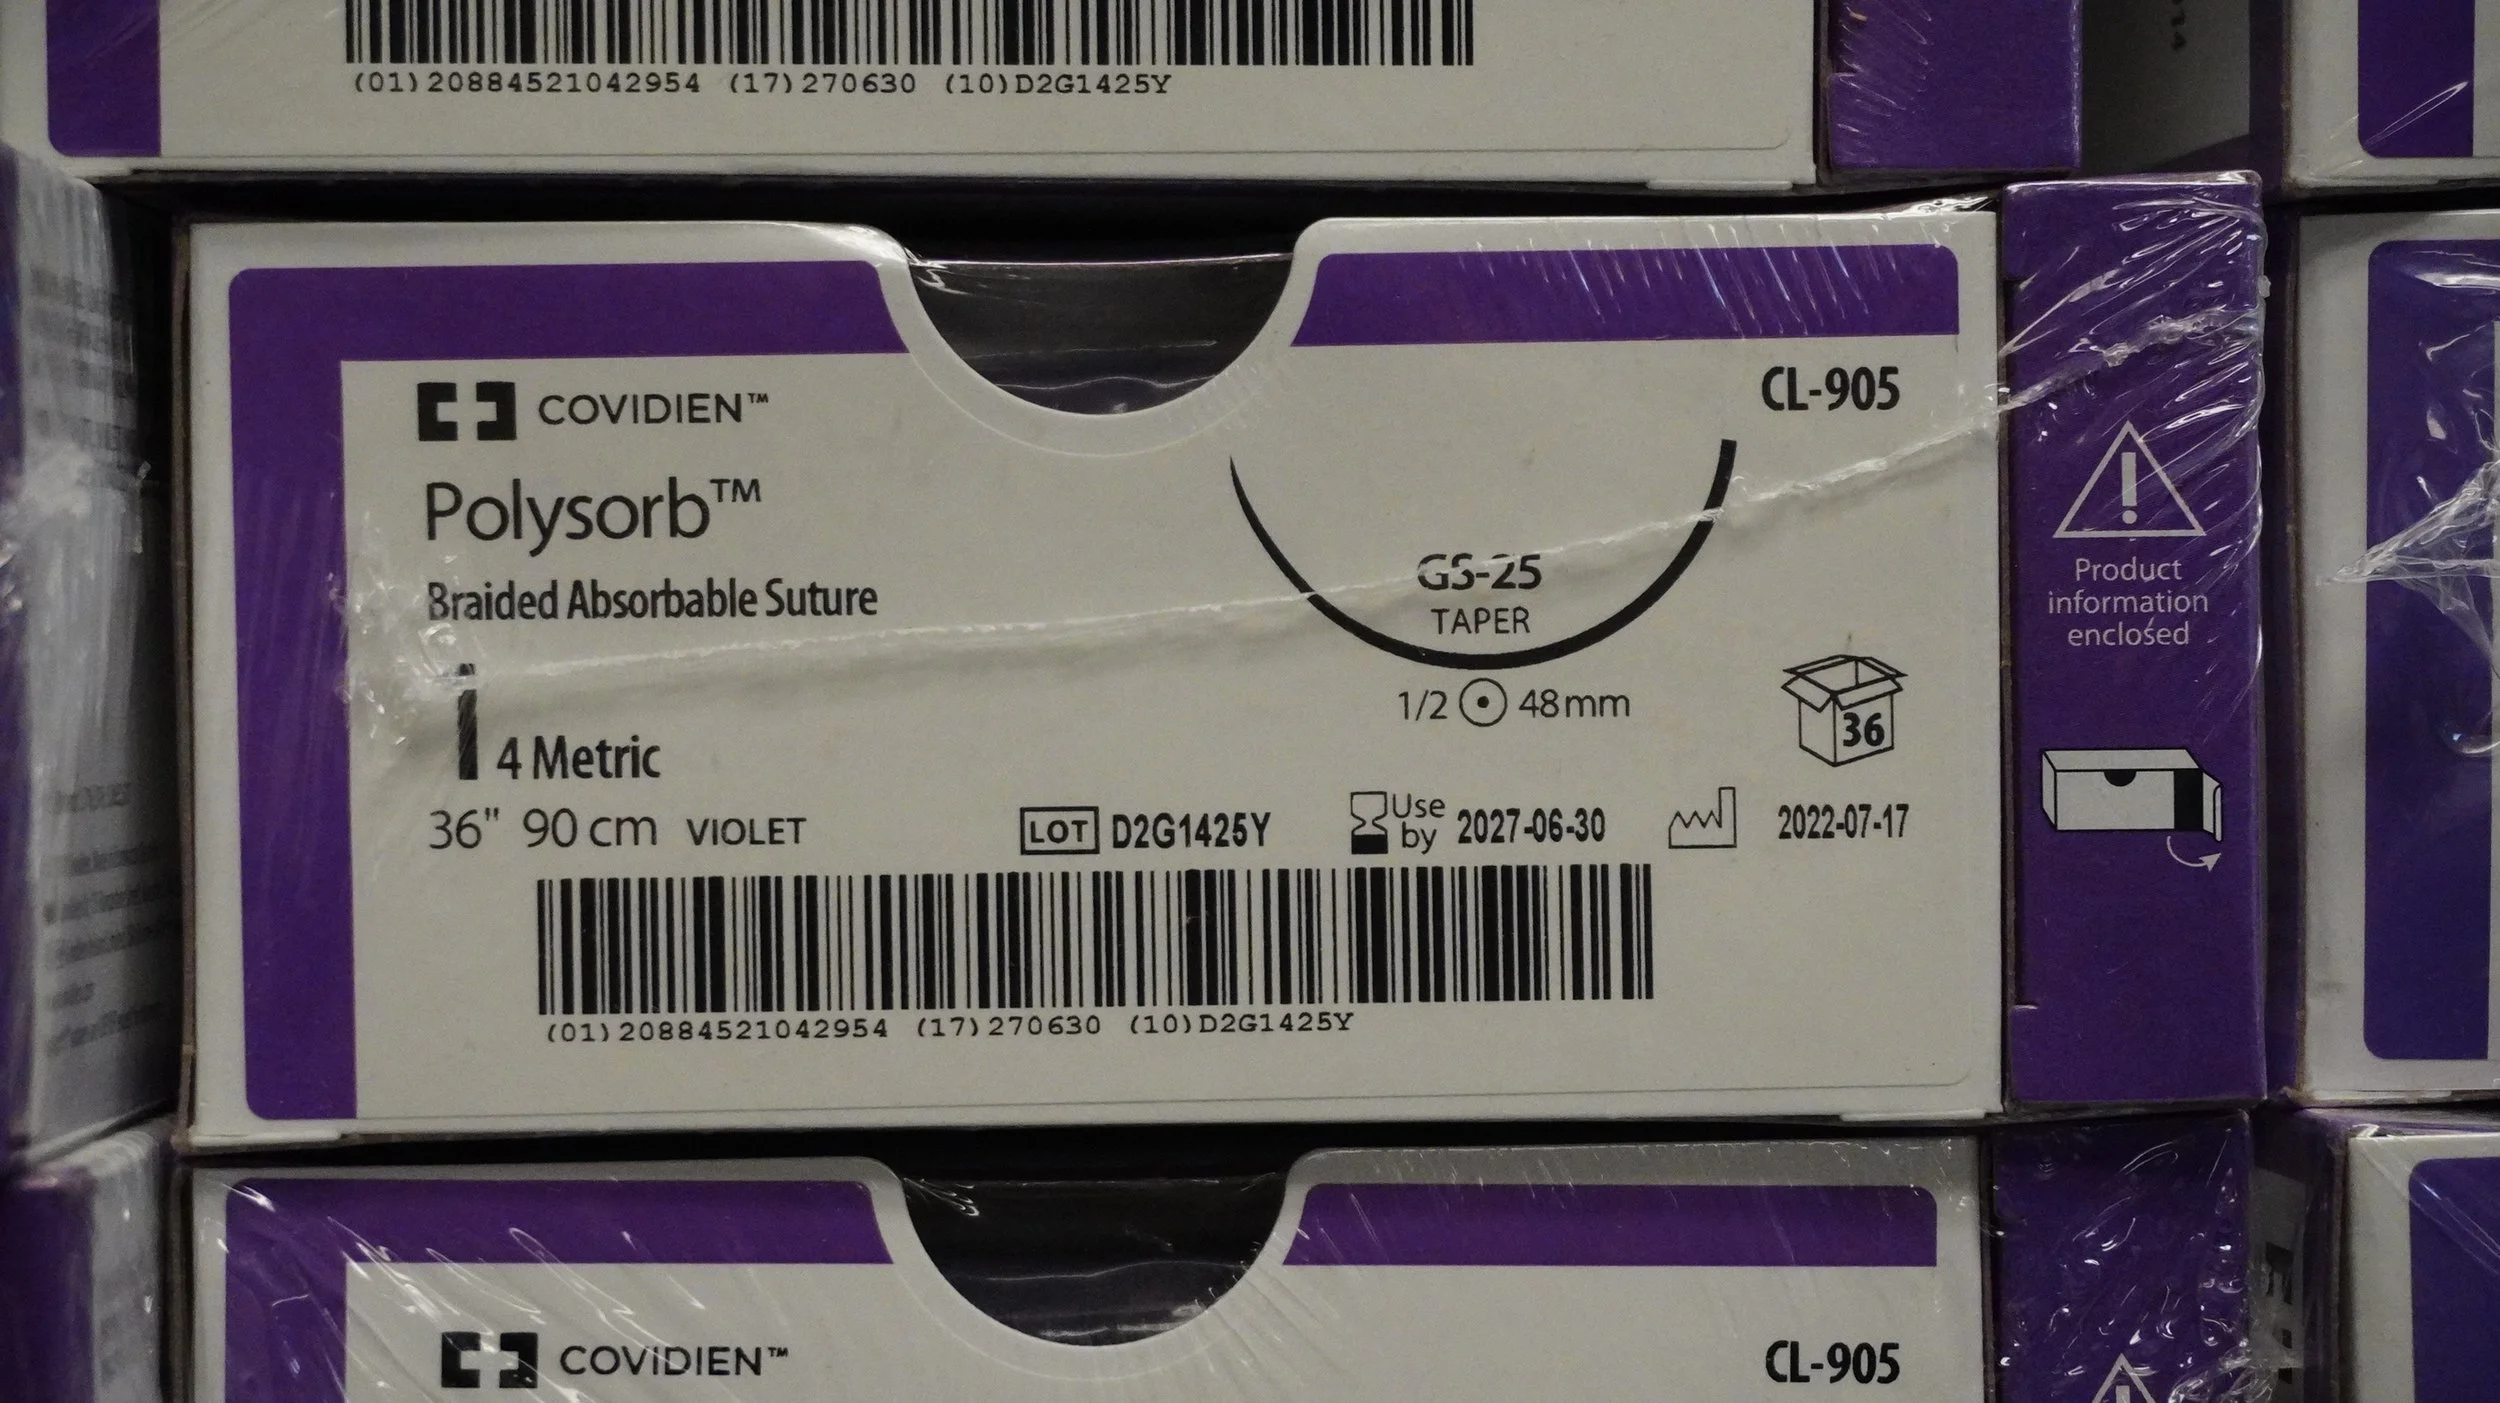 (01)20884521042954 (17)270630 (10)D2G1425Y
COVIDIEN™
CL-905
Polysorb™
Braided Absorbable Suture
GS-25
TAPER
1/2 48mm
1 4 Metric
36
36" 90 cm VIOLET
LOT D2G1425Y
Use by 2027-06-30
2022-07-17
(01)20884521042954 (17)270630 (10)D2G1425Y
Product
information
enclosed
COVIDIEN™
CL-905